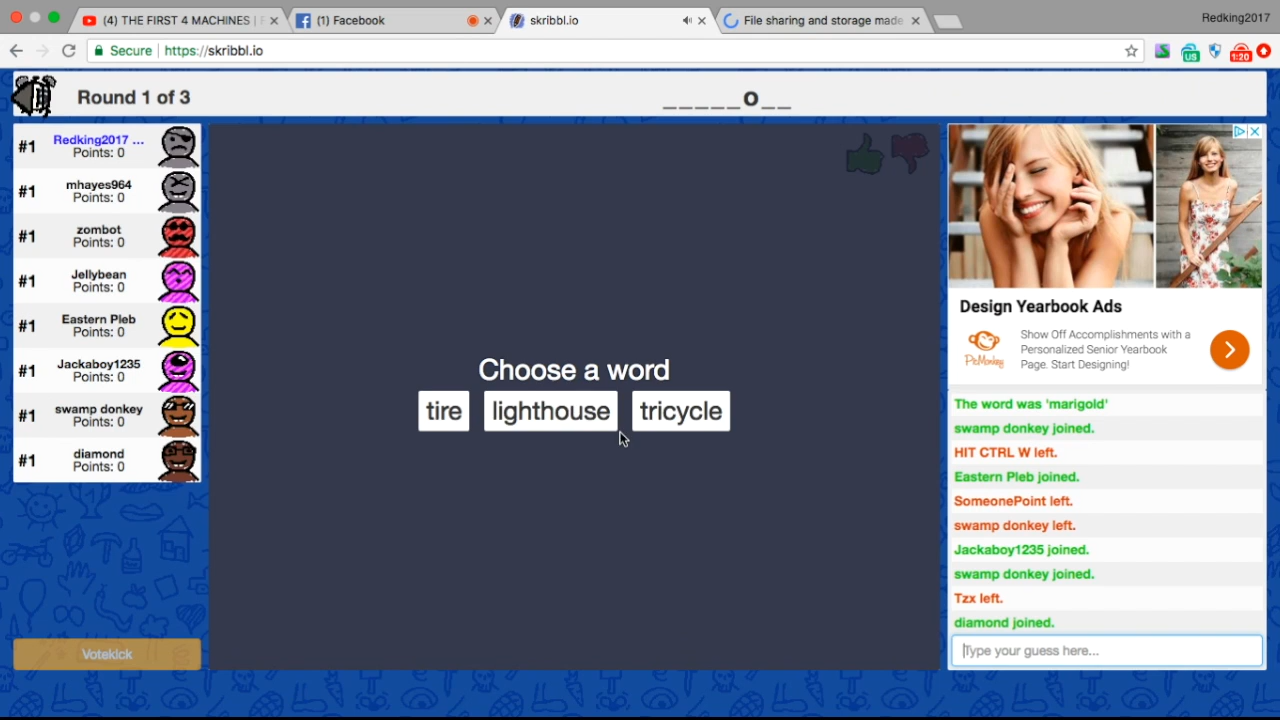 (4) THE FIRST 4 MACHINES | F
(1) Facebook
skribbl.io
File sharing and storage made
Redking2017
Secure
https://skribbl.io
US
1:20
Round 1 of 3
_____o__
#1
Redking2017 ...
Points: 0
#1
mhayes964
Points: 0
#1
zombot
Points: 0
#1
Jellybean
Points: 0
#1
Eastern Pleb
Points: 0
#1
Jackaboy1235
Points: 0
#1
swamp donkey
Points: 0
#1
diamond
Points: 0
Votekick
Choose a word
tire
lighthouse
tricycle
Design Yearbook Ads
PicMonkey
Show Off Accomplishments with a
Personalized Senior Yearbook
Page. Start Designing!
The word was 'marigold'
swamp donkey joined.
HIT CTRL W left.
Eastern Pleb joined.
SomeonePoint left.
swamp donkey left.
Jackaboy1235 joined.
swamp donkey joined.
Tzx left.
diamond joined.
Type your guess here...